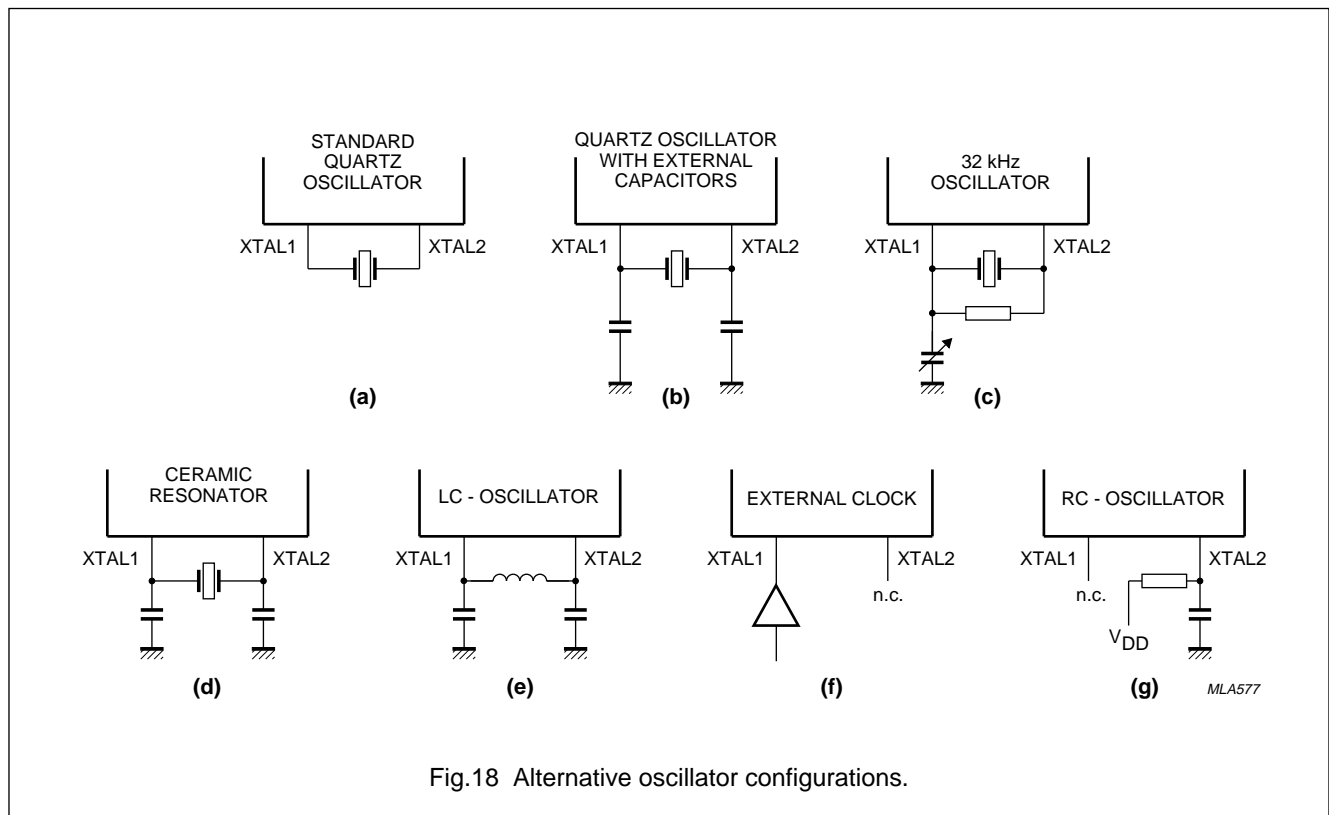 STANDARD
QUARTZ
OSCILLATOR
XTAL1
XTAL2
(a)
QUARTZ OSCILLATOR
WITH EXTERNAL
CAPACITORS
XTAL1
XTAL2
(b)
32 kHz
OSCILLATOR
XTAL1
XTAL2
(c)
CERAMIC
RESONATOR
XTAL1
XTAL2
(d)
LC - OSCILLATOR
XTAL1
XTAL2
(e)
EXTERNAL CLOCK
XTAL1
XTAL2
n.c.
(f)
RC - OSCILLATOR
XTAL1
XTAL2
n.c.
VDD
(g)
MLA577
Fig.18 Alternative oscillator configurations.